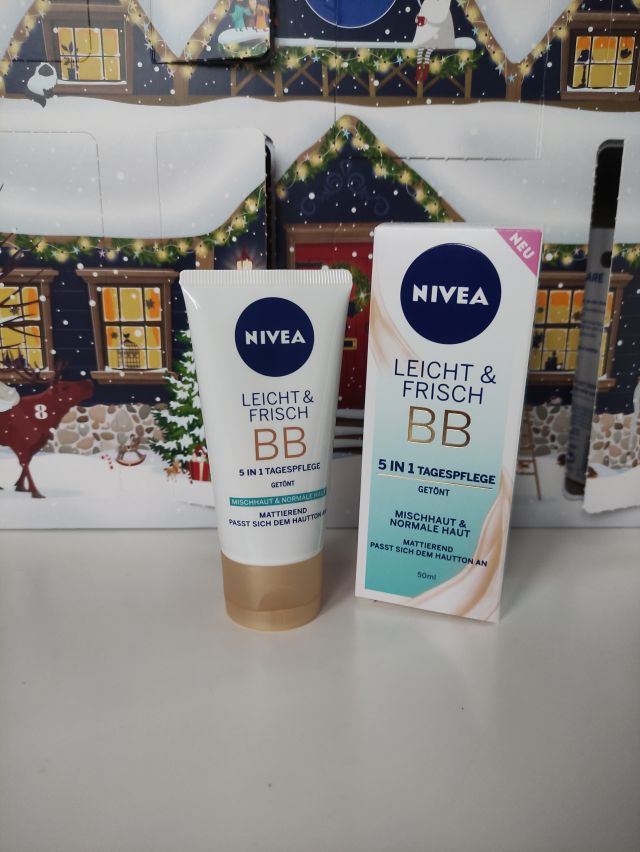 8
NIVEA
LEICHT &
FRISCH
BB
5 IN 1 TAGESPFLEGE
GETÖNT
MISCHHAUT & NORMALE HAUT
MATTIEREND
PASST SICH DEM HAUTTON AN
NEU
NIVEA
LEICHT &
FRISCH
BB
5 IN 1 TAGESPFLEGE
GETÖNT
MISCHHAUT &
NORMALE HAUT
MATTIEREND
PASST SICH DEM HAUTTON AN
50ml